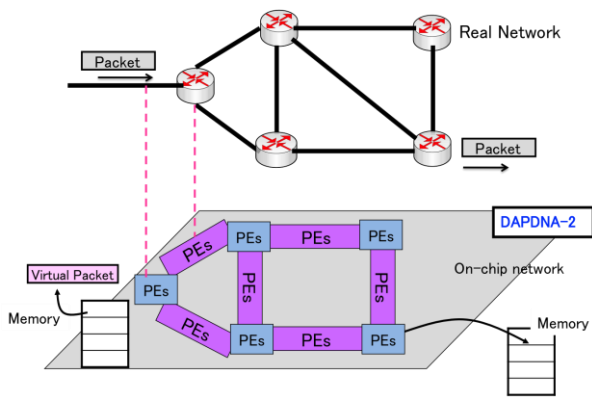 Real Network
Packet
Packet
DAPDNA-2
PEs
PEs
PEs
PEs
On-chip network
Virtual Packet
PEs
PEs
PEs
Memory
PEs
PEs
PEs
PEs
Memory